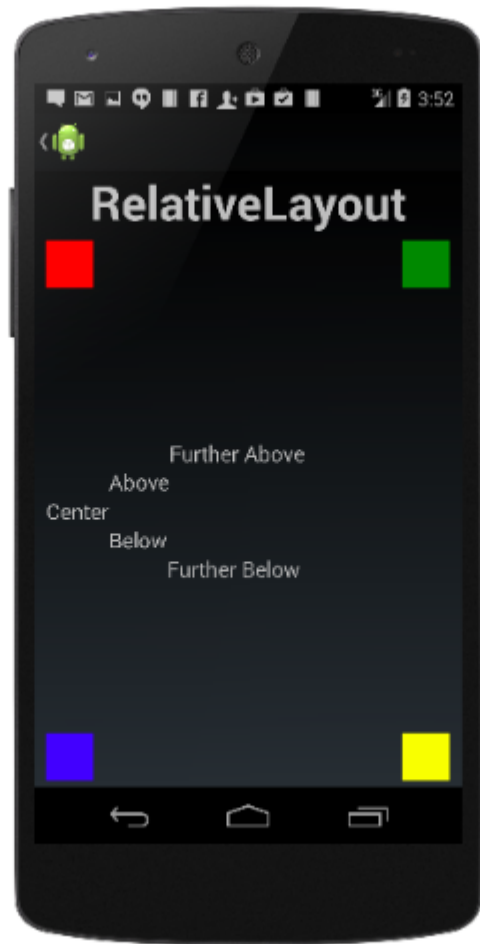 3:52
RelativeLayout
Further Above
Above
Center
Below
Further Below